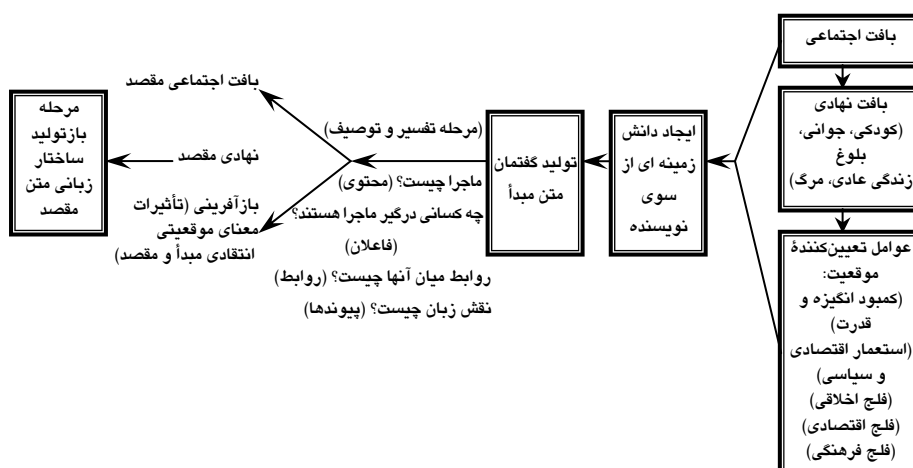 بافت اجتماعی
بافت نهادی
(کودکی، جوانی،
بلوغ
زندگی عادی، مرگ)
عوامل تعیین‌کنندهٔ
موقعیت:
(کمبود انگیزه و
قدرت)
(استعمار اقتصادی
و سیاسی)
(فلج اخلاقی)
(فلج اقتصادی)
(فلج فرهنگی)
ایجاد دانش
زمینه ای از
سوی
نویسنده
تولید گفتمان
متن مبدأ
(مرحله تفسیر و توصیف)
ماجرا چیست؟ (محتوی)
چه کسانی درگیر ماجرا هستند؟
(فاعلان)
روابط میان آنها چیست؟ (روابط)
نقش زبان چیست؟ (پیوندها)
بافت اجتماعی مقصد
نهادی مقصد
بازآفرینی (تأثیرات
معنای موقعیتی
انتقادی مبدأ و مقصد)
مرحله
بازتولید
ساختار
زبانی متن
مقصد